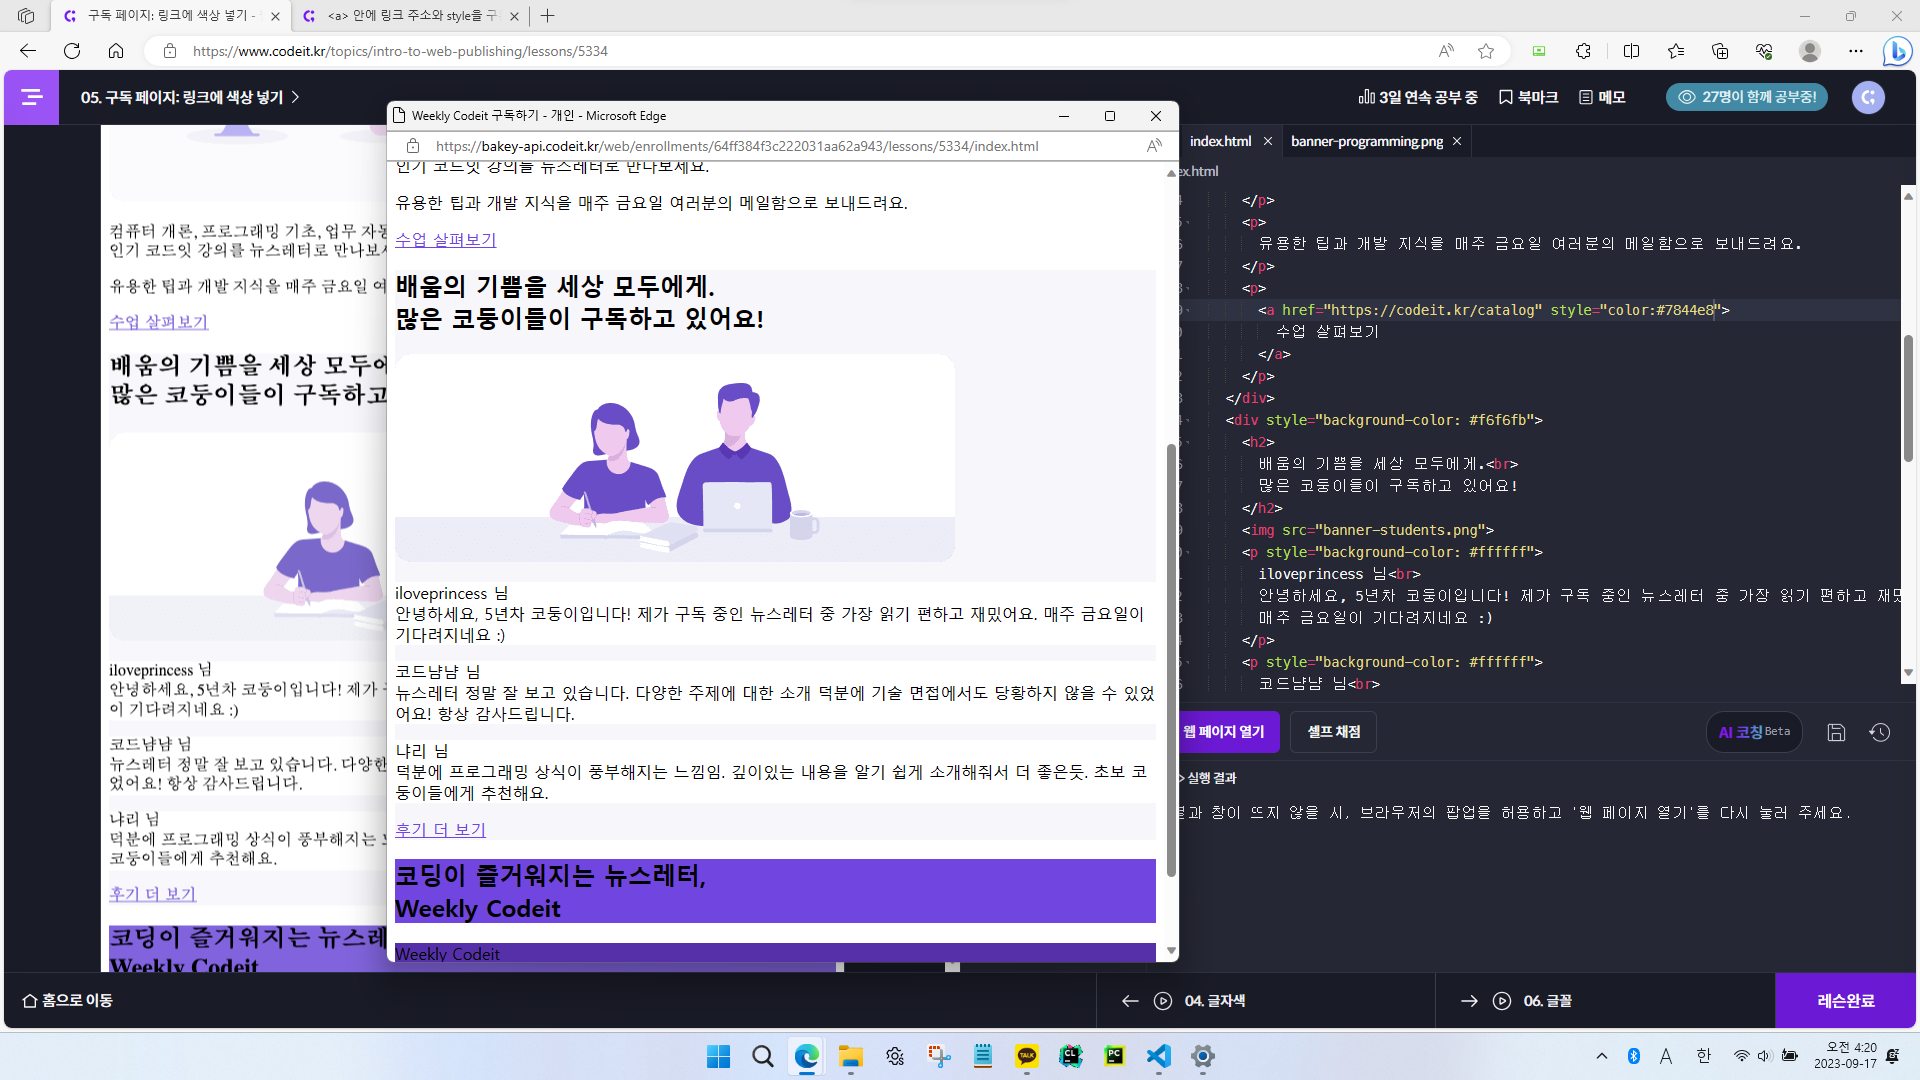 구독 페이지: 링크에 색상 넣기 -
<a> 안에 링크 주소와 style을 구
https://www.codeit.kr/topics/intro-to-web-publishing/lessons/5334
05. 구독 페이지: 링크에 색상 넣기
3일 연속 공부 중
북마크
메모
27명이 함께 공부중!
컴퓨터 개론, 프로그래밍 기초, 업무 자동
인기 코드잇 강의를 뉴스레터로 만나보세
유용한 팁과 개발 지식을 매주 금요일 여
수업 살펴보기
배움의 기쁨을 세상 모두에
많은 코둥이들이 구독하고
iloveprincess 님
안녕하세요, 5년차 코둥이입니다! 제가
이 기다려지네요 :)
코드냠냠 님
뉴스레터 정말 잘 보고 있습니다. 다양한
었어요! 항상 감사드립니다.
냐리 님
덕분에 프로그래밍 상식이 풍부해지는
코둥이들에게 추천해요.
후기 더 보기
코딩이 즐거워지는 뉴스레
Weekly Codeit
Weekly Codeit 구독하기 - 개인 - Microsoft Edge
https://bakey-api.codeit.kr/web/enrollments/64ff384f3c222031aa62a943/lessons/5334/index.html
인기 코드잇 강의를 뉴스레터로 만나보세요.
유용한 팁과 개발 지식을 매주 금요일 여러분의 메일함으로 보내드려요.
수업 살펴보기
배움의 기쁨을 세상 모두에게.
많은 코둥이들이 구독하고 있어요!
iloveprincess 님
안녕하세요, 5년차 코둥이입니다! 제가 구독 중인 뉴스레터 중 가장 읽기 편하고 재밌어요. 매주 금요일이
기다려지네요 :)
코드냠냠 님
뉴스레터 정말 잘 보고 있습니다. 다양한 주제에 대한 소개 덕분에 기술 면접에서도 당황하지 않을 수 있었
어요! 항상 감사드립니다.
냐리 님
덕분에 프로그래밍 상식이 풍부해지는 느낌임. 깊이있는 내용을 알기 쉽게 소개해줘서 더 좋은듯. 초보 코
둥이들에게 추천해요.
후기 더 보기
코딩이 즐거워지는 뉴스레터,
Weekly Codeit
Weekly Codeit
index.html
banner-programming.png
ex.html
</p>
<p>
유용한 팁과 개발 지식을 매주 금요일 여러분의 메일함으로 보내드려요.
</p>
<p>
<a href="https://codeit.kr/catalog" style="color:#7844e8">
수업 살펴보기
</a>
</p>
</div>
<div style="background-color: #f6f6fb">
<h2>
배움의 기쁨을 세상 모두에게.<br>
많은 코둥이들이 구독하고 있어요!
</h2>
<img src="banner-students.png">
<p style="background-color: #ffffff">
iloveprincess 님<br>
안녕하세요, 5년차 코둥이입니다! 제가 구독 중인 뉴스레터 중 가장 읽기 편하고 재밌
매주 금요일이 기다려지네요 :)
</p>
<p style="background-color: #ffffff">
코드냠냠 님<br>
웹 페이지 열기
셀프 채점
AI 코칭 Beta
실행 결과
결과 창이 뜨지 않을 시, 브라우저의 팝업을 허용하고 '웹 페이지 열기'를 다시 눌러 주세요.
홈으로 이동
04. 글자색
06. 글꼴
레슨완료
TALK
CL
PC
A
한
오전 4:20
2023-09-17